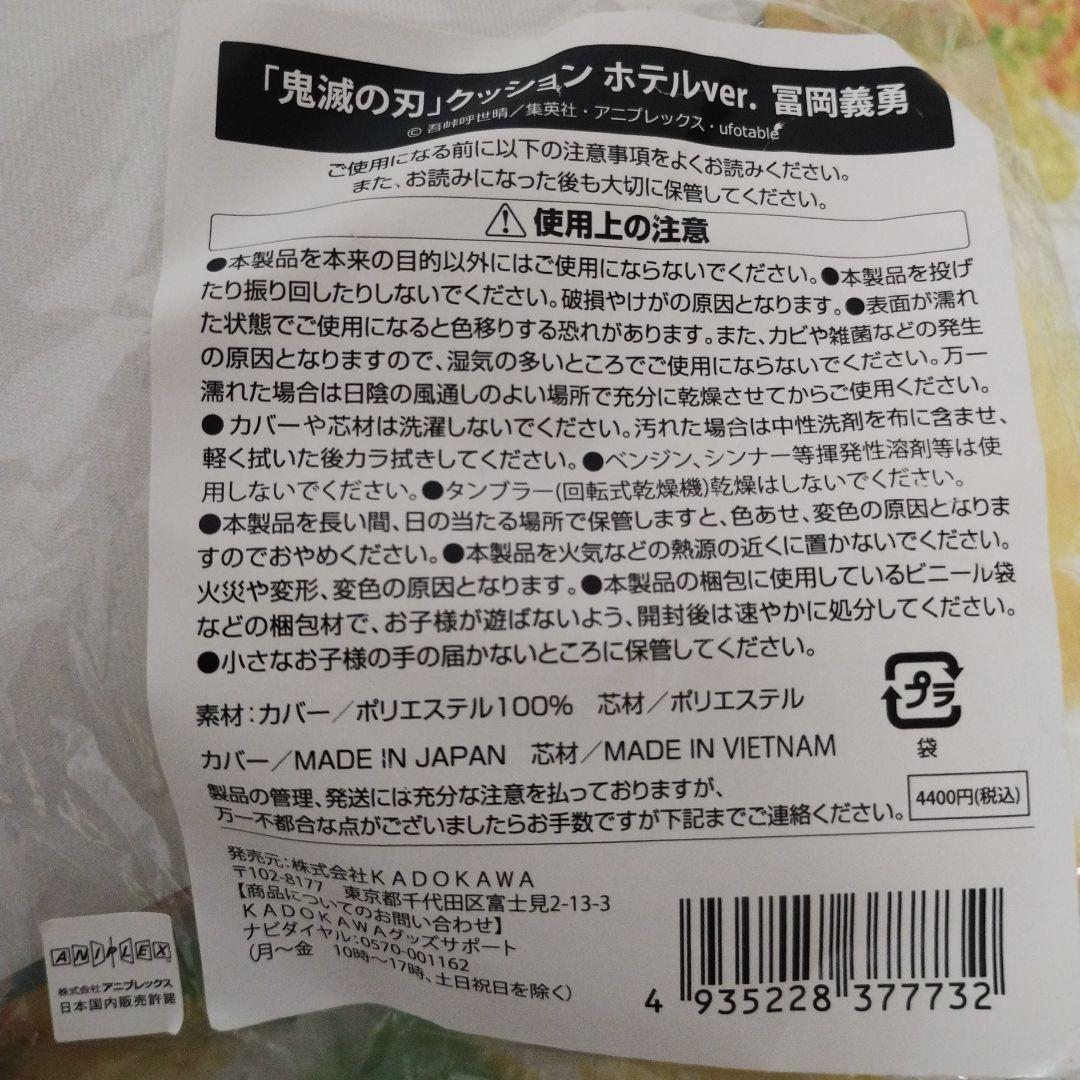 「鬼滅の刃」クッション ホテルver. 冨岡義勇
© 吾峠呼世晴／集英社・アニプレックス・ufotable
ご使用になる前に以下の注意事項をよくお読みください。
また、お読みになった後も大切に保管してください。
使用上の注意
●本製品を本来の目的以外にはご使用にならないでください。●本製品を投げ
たり振り回したりしないでください。破損やけがの原因となります。●表面が濡れ
た状態でご使用になると色移りする恐れがあります。また、カビや雑菌などの発生
の原因となりますので、湿気の多いところでご使用にならないでください。万一
濡れた場合は日陰の風通しのよい場所で充分に乾燥させてからご使用ください。
●カバーや芯材は洗濯しないでください。汚れた場合は中性洗剤を布に含ませ、
軽く拭いた後カラ拭きしてください。●ベンジン、シンナー等揮発性溶剤等は使
用しないでください。●タンブラー(回転式乾燥機)乾燥はしないでください。
●本製品を長い間、日の当たる場所で保管しますと、色あせ、変色の原因となりま
すのでおやめください。●本製品を火気などの熱源の近くに置かないでください。
火災や変形、変色の原因となります。●本製品の梱包に使用しているビニール袋
などの梱包材で、お子様が遊ばないよう、開封後は速やかに処分してください。
●小さなお子様の手の届かないところに保管してください。
素材：カバー／ポリエステル100%　芯材／ポリエステル
プラ
袋
カバー／MADE IN JAPAN　芯材／MADE IN VIETNAM
製品の管理、発送には充分な注意を払っておりますが、
万一不都合な点がございましたらお手数ですが下記までご連絡ください。
4400円(税込)
発売元：株式会社KADOKAWA
〒102-8177　東京都千代田区富士見2-13-3
【商品についてのお問い合わせ】
KADOKAWAグッズサポート
ナビダイヤル：0570-001162
(月～金　10時～17時、土日祝日を除く)
4 935228 377732
ANIPLEX
株式会社 アニプレックス
日本国内販売許諾